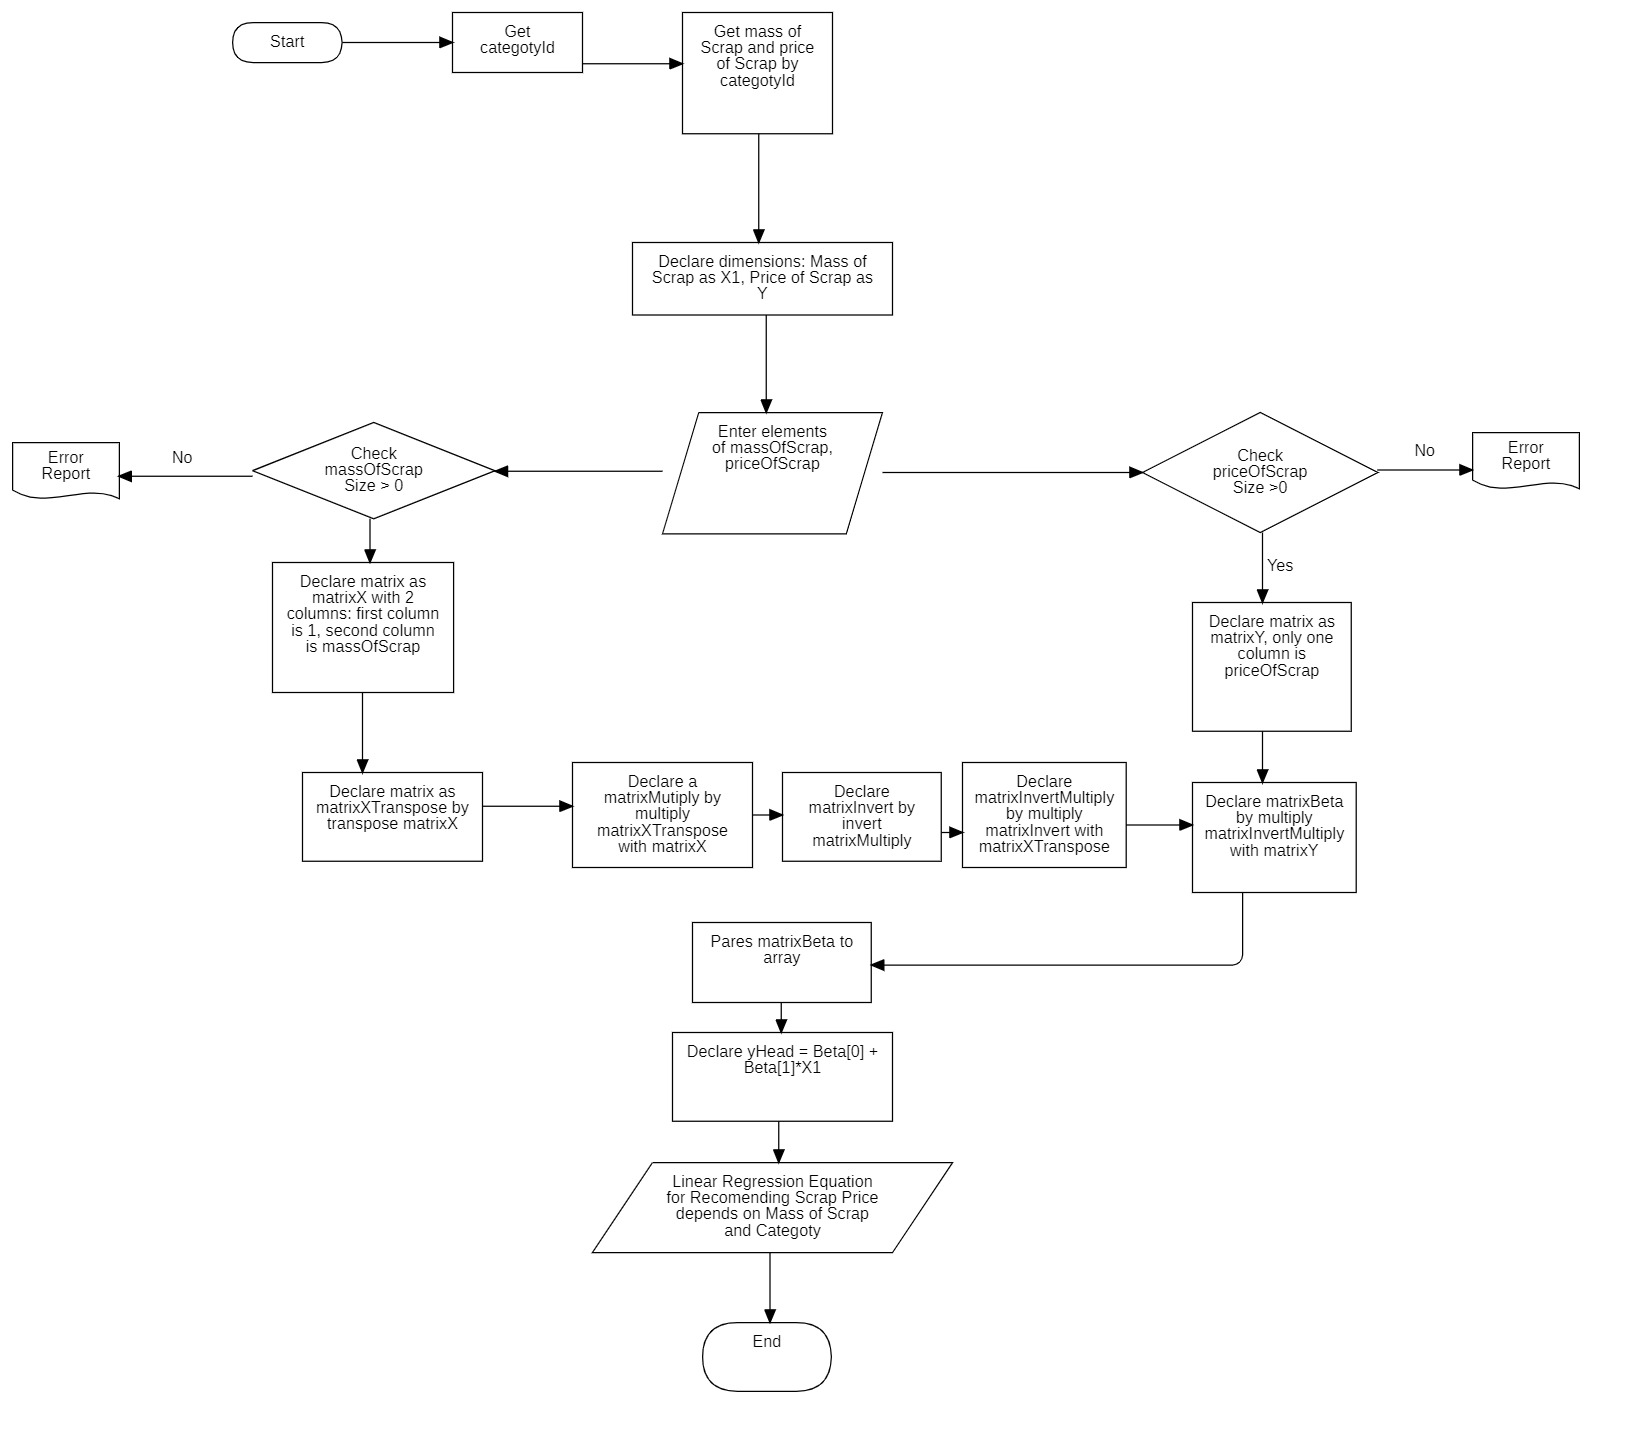 Start
Get
categotyId
Get mass of
Scrap and price
of Scrap by
categotyId
Declare dimensions: Mass of
Scrap as X1, Price of Scrap as
Y
Enter elements
of massOfScrap,
priceOfScrap
Check
massOfScrap
Size > 0
No
Error
Report
Check
priceOfScrap
Size >0
No
Error
Report
Yes
Declare matrix as
matrixX with 2
columns: first column
is 1, second column
is massOfScrap
Declare matrix as
matrixY, only one
column is
priceOfScrap
Declare matrix as
matrixXTranspose by
transpose matrixX
Declare a
matrixMutiply by
multiply
matrixXTranspose
with matrixX
Declare
matrixInvert by
invert
matrixMultiply
Declare
matrixInvertMultiply
by multiply
matrixInvert with
matrixXTranspose
Declare matrixBeta
by multiply
matrixInvertMultiply
with matrixY
Pares matrixBeta to
array
Declare yHead = Beta[0] +
Beta[1]*X1
Linear Regression Equation
for Recomending Scrap Price
depends on Mass of Scrap
and Categoty
End